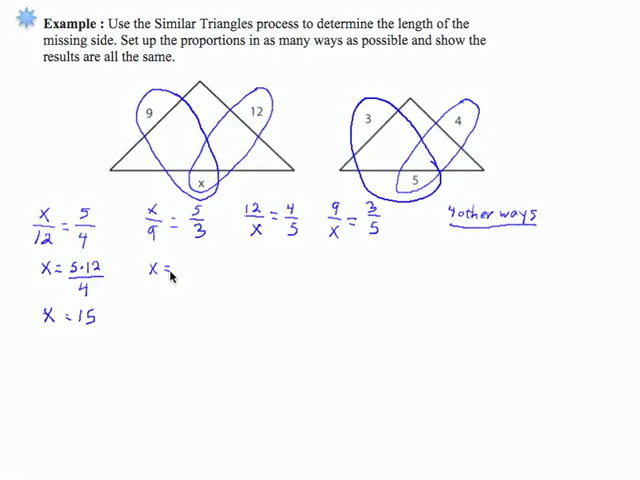 Example : Use the Similar Triangles process to determine the length of the
missing side. Set up the proportions in as many ways as possible and show the
results are all the same.
9 12 3 4
x 5
x/12 = 5/4 x/9 = 5/3 12/x = 4/5 9/x = 3/5 4 other ways
x = 5·12/4 x =
x = 15